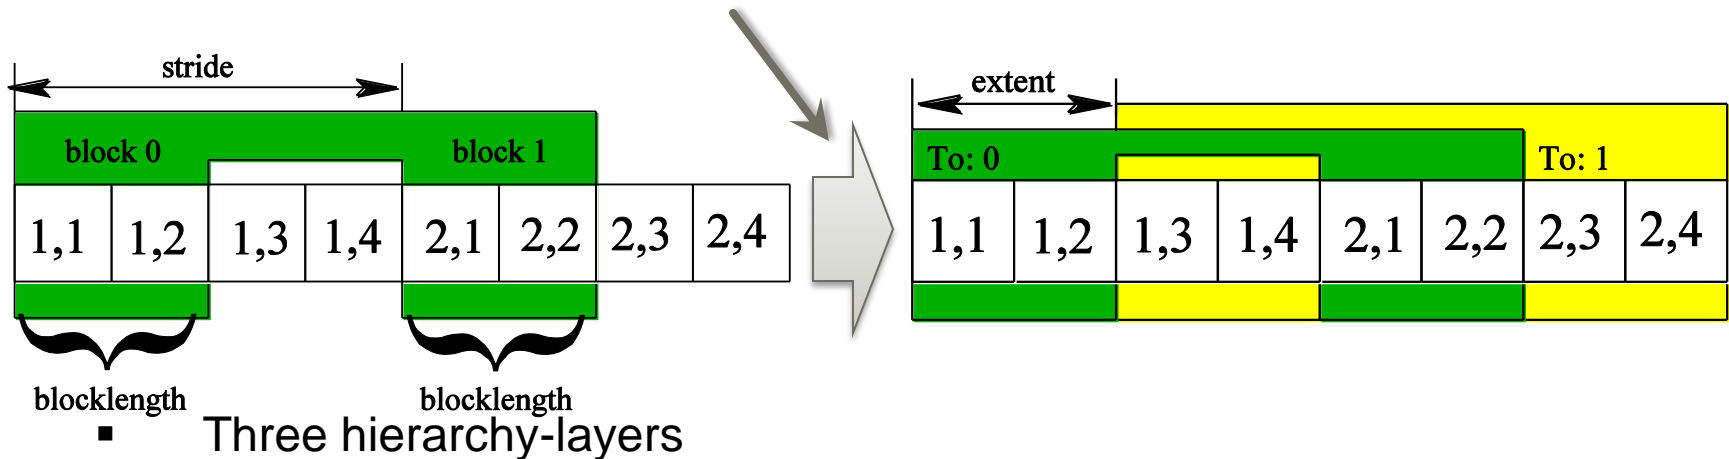 stride
extent
block 0
block 1
To: 0
To: 1
1,1 1,2 1,3 1,4 2,1 2,2 2,3 2,4
1,1 1,2 1,3 1,4 2,1 2,2 2,3 2,4
blocklength
blocklength
▪ Three hierarchy-layers